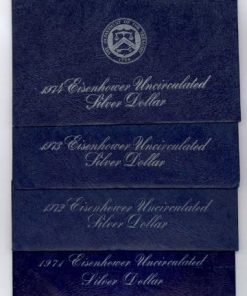 1974 Eisenhower Uncirculated
Silver Dollar
1973 Eisenhower Uncirculated
Silver Dollar
1972 Eisenhower Uncirculated
Silver Dollar
1971 Eisenhower Uncirculated
Silver Dollar